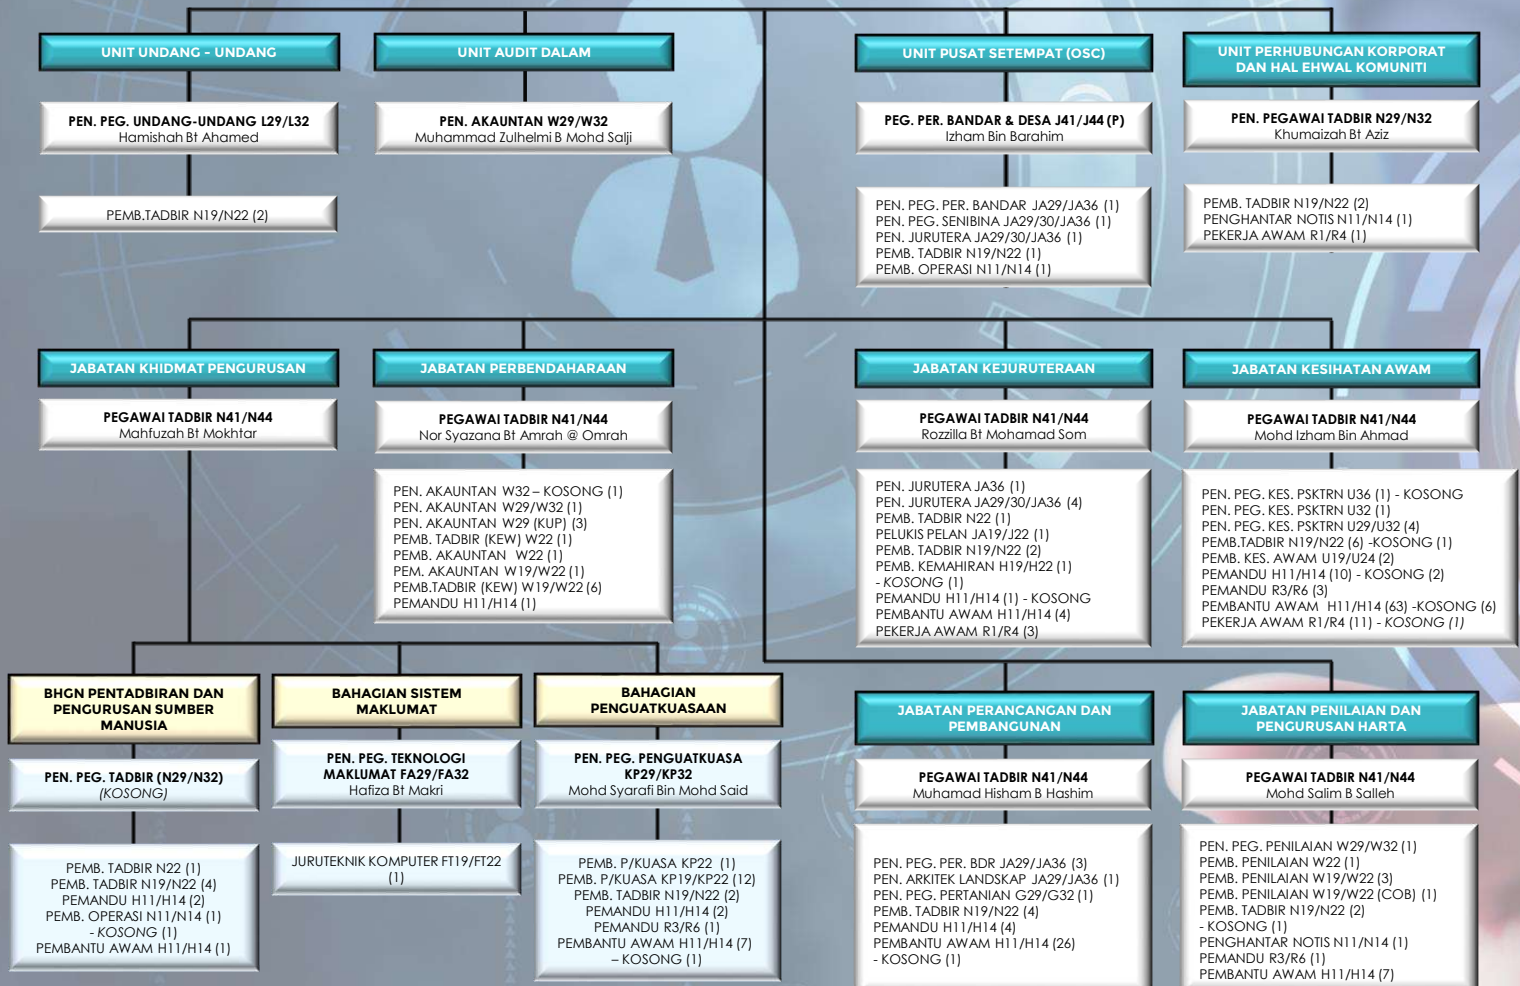 UNIT UNDANG - UNDANG
PEN. PEG. UNDANG-UNDANG L29/L32
Hamishah Bt Ahamed
PEMB.TADBIR N19/N22 (2)
UNIT AUDIT DALAM
PEN. AKAUNTAN W29/W32
Muhammad Zulhelmi B Mohd Salji
UNIT PUSAT SETEMPAT (OSC)
PEG. PER. BANDAR & DESA J41/J44 (P)
Izham Bin Barahim
PEN. PEG. PER. BANDAR JA29/JA36 (1)
PEN. PEG. SENIBINA JA29/30/JA36 (1)
PEN. JURUTERA JA29/30/JA36 (1)
PEMB. TADBIR N19/N22 (1)
PEMB. OPERASI N11/N14 (1)
UNIT PERHUBUNGAN KORPORAT
DAN HAL EHWAL KOMUNITI
PEN. PEGAWAI TADBIR N29/N32
Khumaizah Bt Aziz
PEMB. TADBIR N19/N22 (2)
PENGHANTAR NOTIS N11/N14 (1)
PEKERJA AWAM R1/R4 (1)
JABATAN KHIDMAT PENGURUSAN
PEGAWAI TADBIR N41/N44
Mahfuzah Bt Mokhtar
JABATAN PERBENDAHARAAN
PEGAWAI TADBIR N41/N44
Nor Syazana Bt Amrah @ Omrah
PEN. AKAUNTAN W32 – KOSONG (1)
PEN. AKAUNTAN W29/W32 (1)
PEN. AKAUNTAN W29 (KUP) (3)
PEMB. TADBIR (KEW) W22 (1)
PEMB. AKAUNTAN W22 (1)
PEM. AKAUNTAN W19/W22 (1)
PEMB.TADBIR (KEW) W19/W22 (6)
PEMANDU H11/H14 (1)
JABATAN KEJURUTERAAN
PEGAWAI TADBIR N41/N44
Rozzilla Bt Mohamad Som
PEN. JURUTERA JA36 (1)
PEN. JURUTERA JA29/30/JA36 (4)
PEMB. TADBIR N22 (1)
PELUKIS PELAN JA19/J22 (1)
PEMB. TADBIR N19/N22 (2)
PEMB. KEMAHIRAN H19/H22 (1)
- KOSONG (1)
PEMANDU H11/H14 (1) - KOSONG
PEMBANTU AWAM H11/H14 (4)
PEKERJA AWAM R1/R4 (3)
JABATAN KESIHATAN AWAM
PEGAWAI TADBIR N41/N44
Mohd Izham Bin Ahmad
PEN. PEG. KES. PSKTRN U36 (1) - KOSONG
PEN. PEG. KES. PSKTRN U32 (1)
PEN. PEG. KES. PSKTRN U29/U32 (4)
PEMB.TADBIR N19/N22 (6) -KOSONG (1)
PEMB. KES. AWAM U19/U24 (2)
PEMANDU H11/H14 (10) - KOSONG (2)
PEMANDU R3/R6 (3)
PEMBANTU AWAM H11/H14 (63) -KOSONG (6)
PEKERJA AWAM R1/R4 (11) - KOSONG (1)
BHGN PENTADBIRAN DAN
PENGURUSAN SUMBER
MANUSIA
PEN. PEG. TADBIR (N29/N32)
(KOSONG)
PEMB. TADBIR N22 (1)
PEMB. TADBIR N19/N22 (4)
PEMANDU H11/H14 (2)
PEMB. OPERASI N11/N14 (1)
- KOSONG (1)
PEMBANTU AWAM H11/H14 (1)
BAHAGIAN SISTEM
MAKLUMAT
PEN. PEG. TEKNOLOGI
MAKLUMAT FA29/FA32
Hafiza Bt Makri
JURUTEKNIK KOMPUTER FT19/FT22
(1)
BAHAGIAN
PENGUATKUASAAN
PEN. PEG. PENGUATKUASA
KP29/KP32
Mohd Syarafi Bin Mohd Said
PEMB. P/KUASA KP22 (1)
PEMB. P/KUASA KP19/KP22 (12)
PEMB. TADBIR N19/N22 (2)
PEMANDU H11/H14 (2)
PEMANDU R3/R6 (1)
PEMBANTU AWAM H11/H14 (7)
– KOSONG (1)
JABATAN PERANCANGAN DAN
PEMBANGUNAN
PEGAWAI TADBIR N41/N44
Muhamad Hisham B Hashim
PEN. PEG. PER. BDR JA29/JA36 (3)
PEN. ARKITEK LANDSKAP JA29/JA36 (1)
PEN. PEG. PERTANIAN G29/G32 (1)
PEMB. TADBIR N19/N22 (4)
PEMANDU H11/H14 (4)
PEMBANTU AWAM H11/H14 (26)
- KOSONG (1)
JABATAN PENILAIAN DAN
PENGURUSAN HARTA
PEGAWAI TADBIR N41/N44
Mohd Salim B Salleh
PEN. PEG. PENILAIAN W29/W32 (1)
PEMB. PENILAIAN W22 (1)
PEMB. PENILAIAN W19/W22 (3)
PEMB. PENILAIAN W19/W22 (COB) (1)
PEMB. TADBIR N19/N22 (2)
- KOSONG (1)
PENGHANTAR NOTIS N11/N14 (1)
PEMANDU R3/R6 (1)
PEMBANTU AWAM H11/H14 (7)